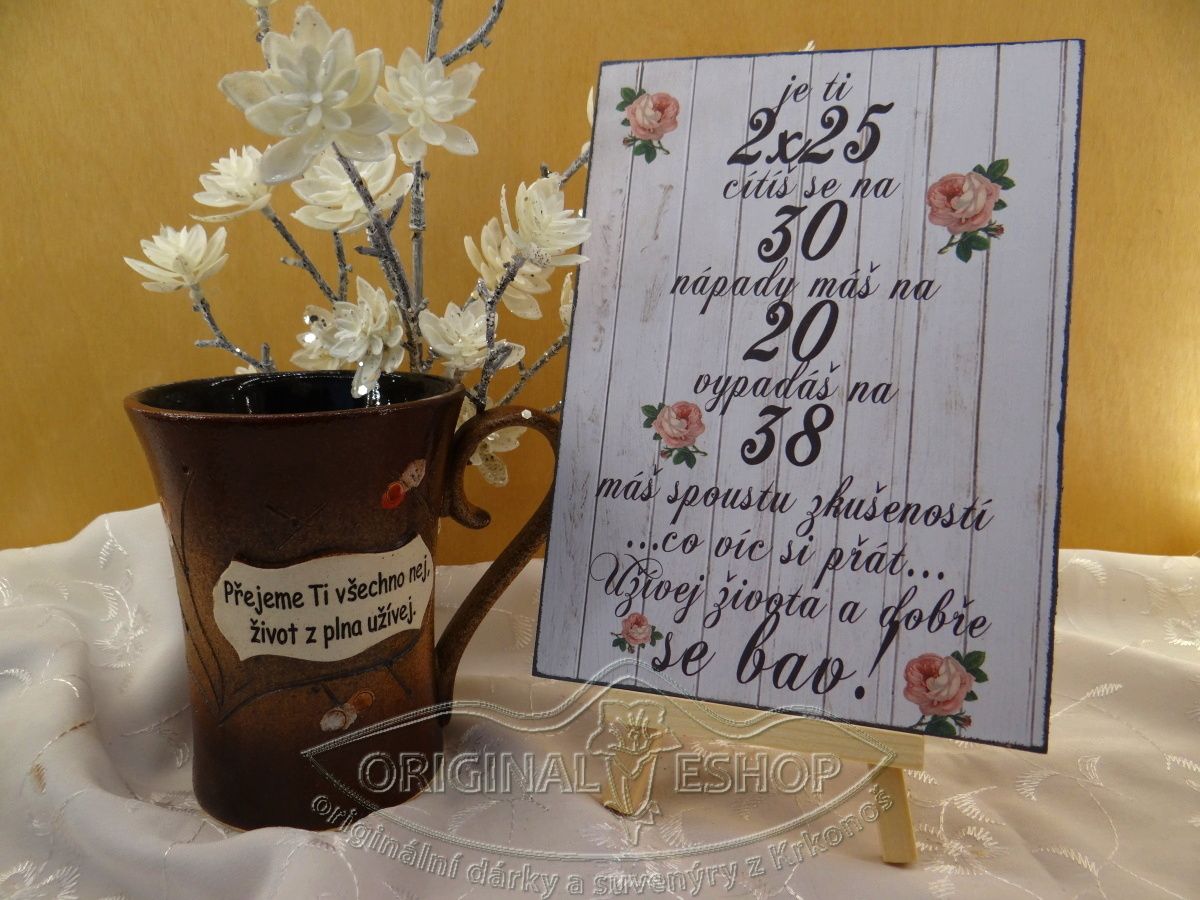 je ti
2x25
cítíš se na
30
nápady máš na
20
vypadáš na
38
máš spoustu zkušeností
...co víc si přát...
Užívej života a dobře
se bav!
Přejeme Ti všechno nej,
život z plna užívej.
ORIGINAL ESHOP
originální dárky a suvenýry z Krkonoš